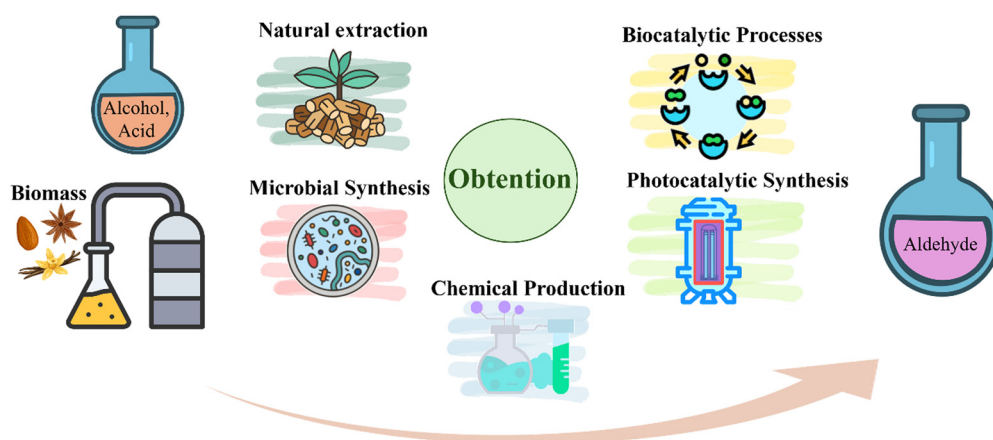 Natural extraction
Biocatalytic Processes
Alcohol,
Acid
Biomass
Microbial Synthesis
Obtention
Photocatalytic Synthesis
Aldehyde
Chemical Production